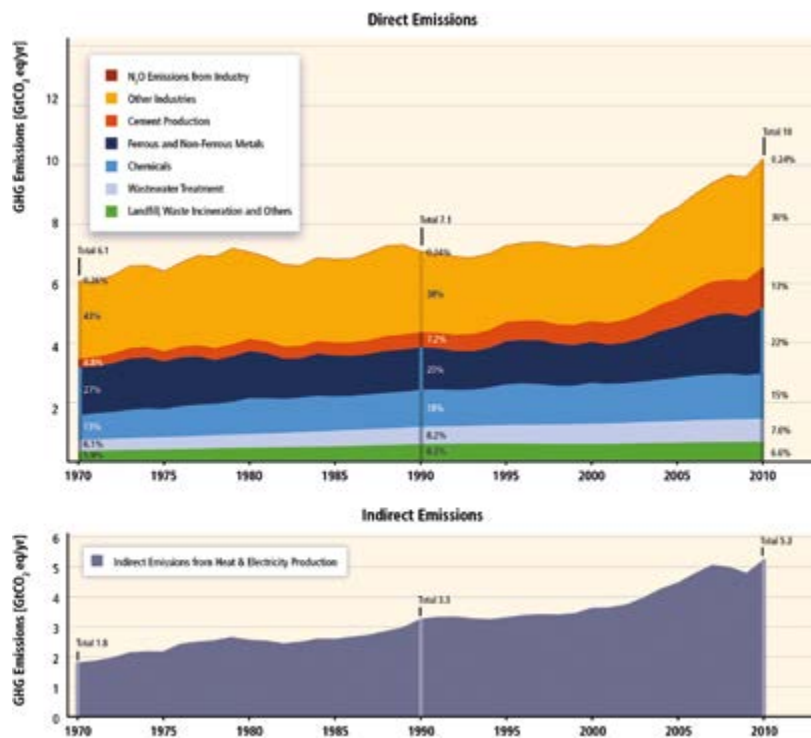 Direct Emissions
GHG Emissions [GtCO2 eq/yr]
N2O Emissions from Industry
Other Industries
Cement Production
Ferrous and Non-Ferrous Metals
Chemicals
Wastewater Treatment
Landfill, Waste Incineration and Others
12
10
8
6
4
2
Total 6.1
43%
27%
13%
6.1%
Total 7.1
0.24%
38%
7.2%
20%
18%
8.2%
Total 10
0.24%
36%
13%
22%
15%
6.6%
1970
1975
1980
1985
1990
1995
2000
2005
2010
Indirect Emissions
GHG Emissions [GtCO2 eq/yr]
Indirect Emissions from Heat & Electricity Production
6
5
4
3
2
1
0
Total 1.8
Total 3.3
Total 5.2
1970
1975
1980
1985
1990
1995
2000
2005
2010